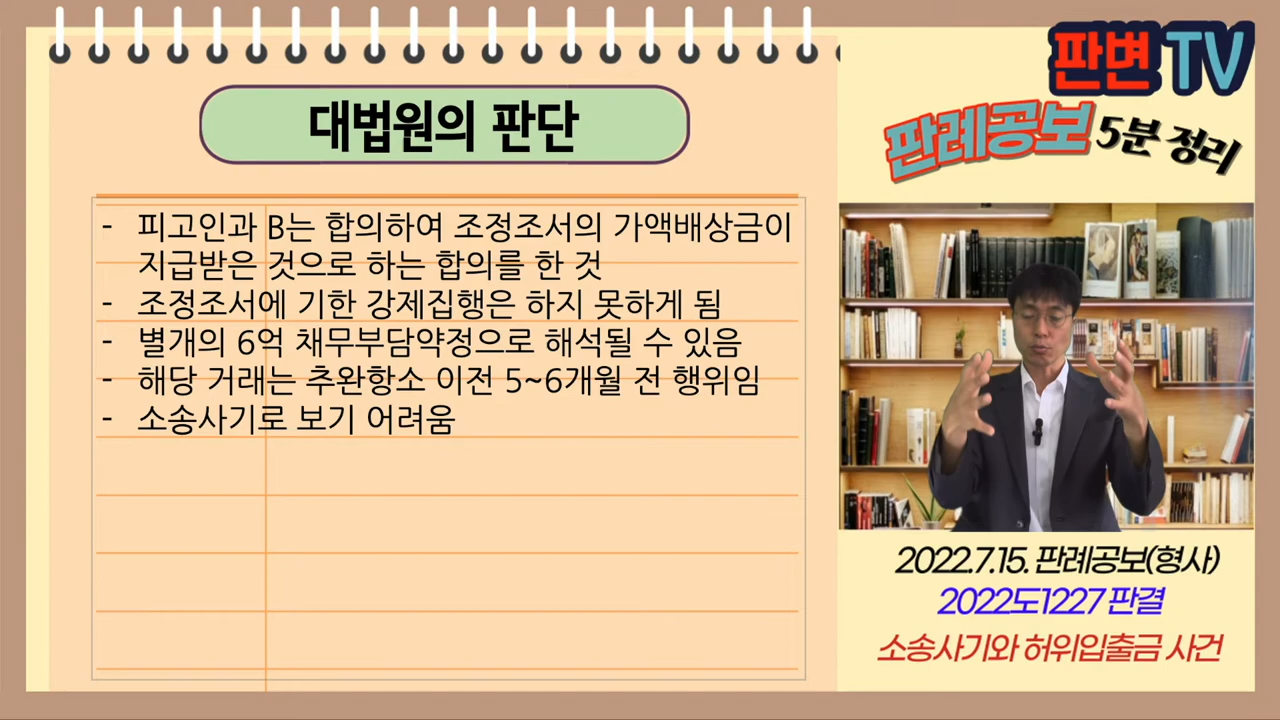 대법원의 판단
- 피고인과 B는 합의하여 조정조서의 가액배상금이
지급받은 것으로 하는 합의를 한 것
- 조정조서에 기한 강제집행은 하지 못하게 됨
- 별개의 6억 채무부담약정으로 해석될 수 있음
- 해당 거래는 추완항소 이전 5~6개월 전 행위임
- 소송사기로 보기 어려움
판변 TV
판례공보 5분 정리
2022.7.15. 판례공보(형사)
2022도1227 판결
소송사기와 허위입출금 사건